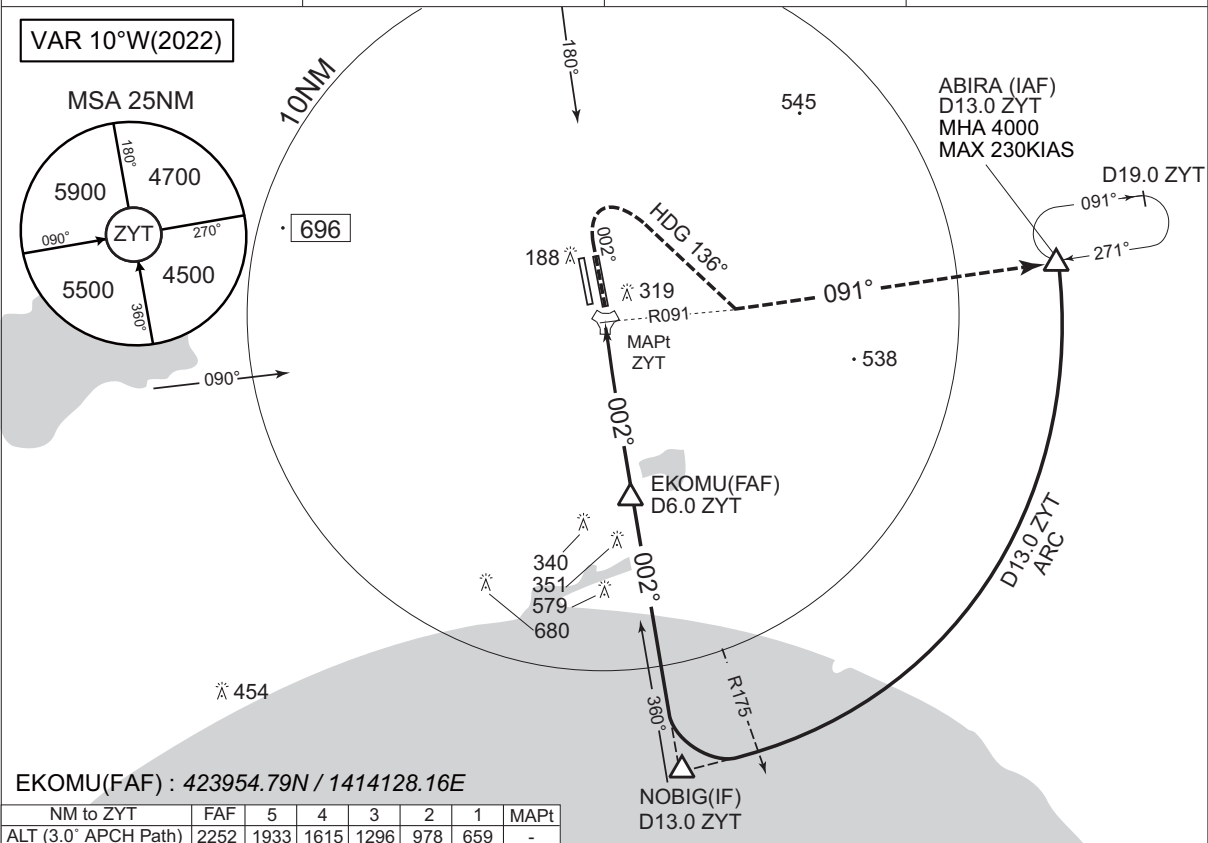 VAR 10°W(2022)
MSA 25NM
180°
5900
4700
090°
ZYT
270°
5500
4500
360°
10NM
180°
545
696
ABIRA (IAF)
D13.0 ZYT
MHA 4000
MAX 230KIAS
D19.0 ZYT
091°
271°
HDG 136°
002°
188
319
R091
091°
MAPt
ZYT
538
090°
002°
EKOMU(FAF)
D6.0 ZYT
340
351
579
680
002°
D13.0 ZYT
ARC
454
360°
R175
NOBIG(IF)
D13.0 ZYT
EKOMU(FAF) : 423954.79N / 1414128.16E
NM to ZYT FAF 5 4 3 2 1 MAPt
ALT (3.0° APCH Path) 2252 1933 1615 1296 978 659 -